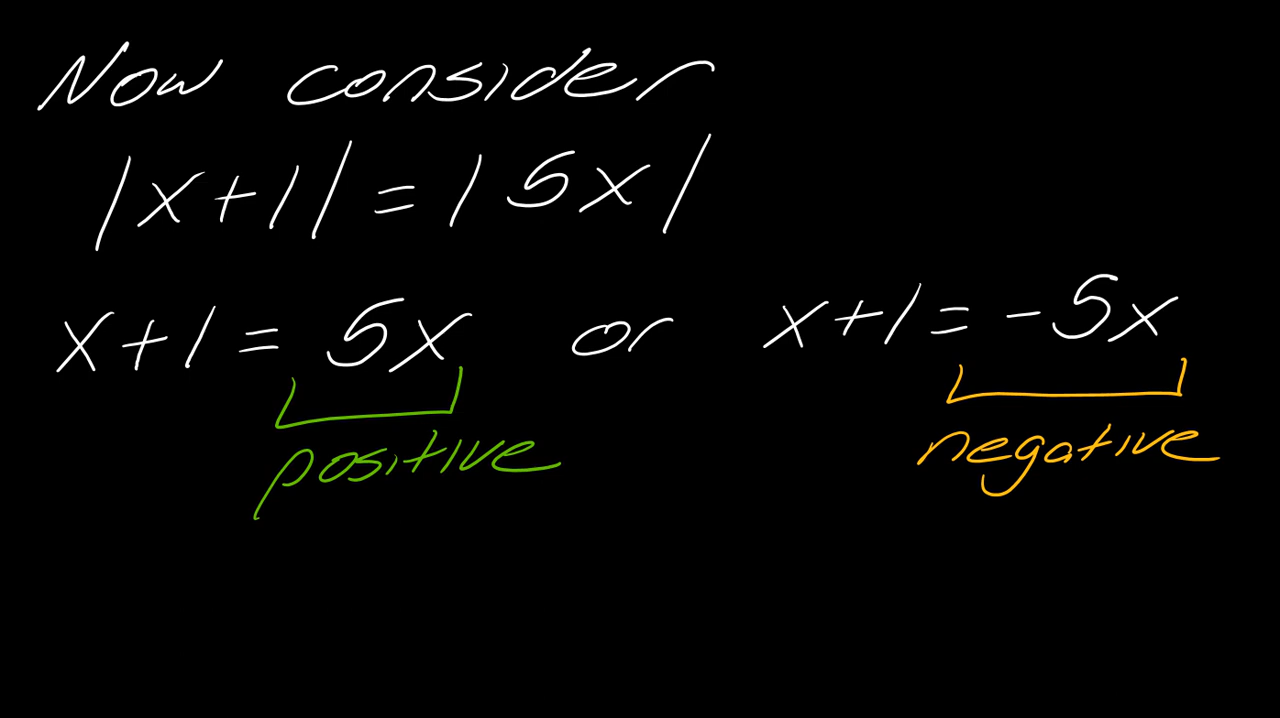 Now consider
|x+1| = |5x|
x+1 = 5x or x+1 = -5x
positive negative